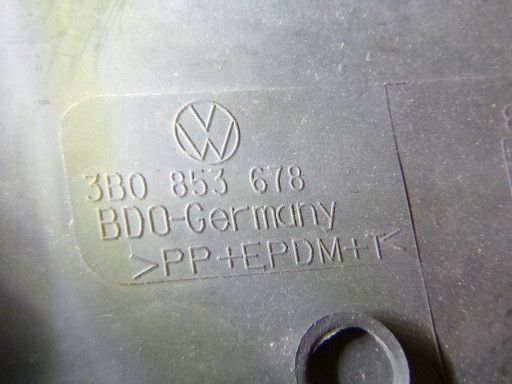 3B0 853 678
BDO-Germany
>PP+EPDM+T<